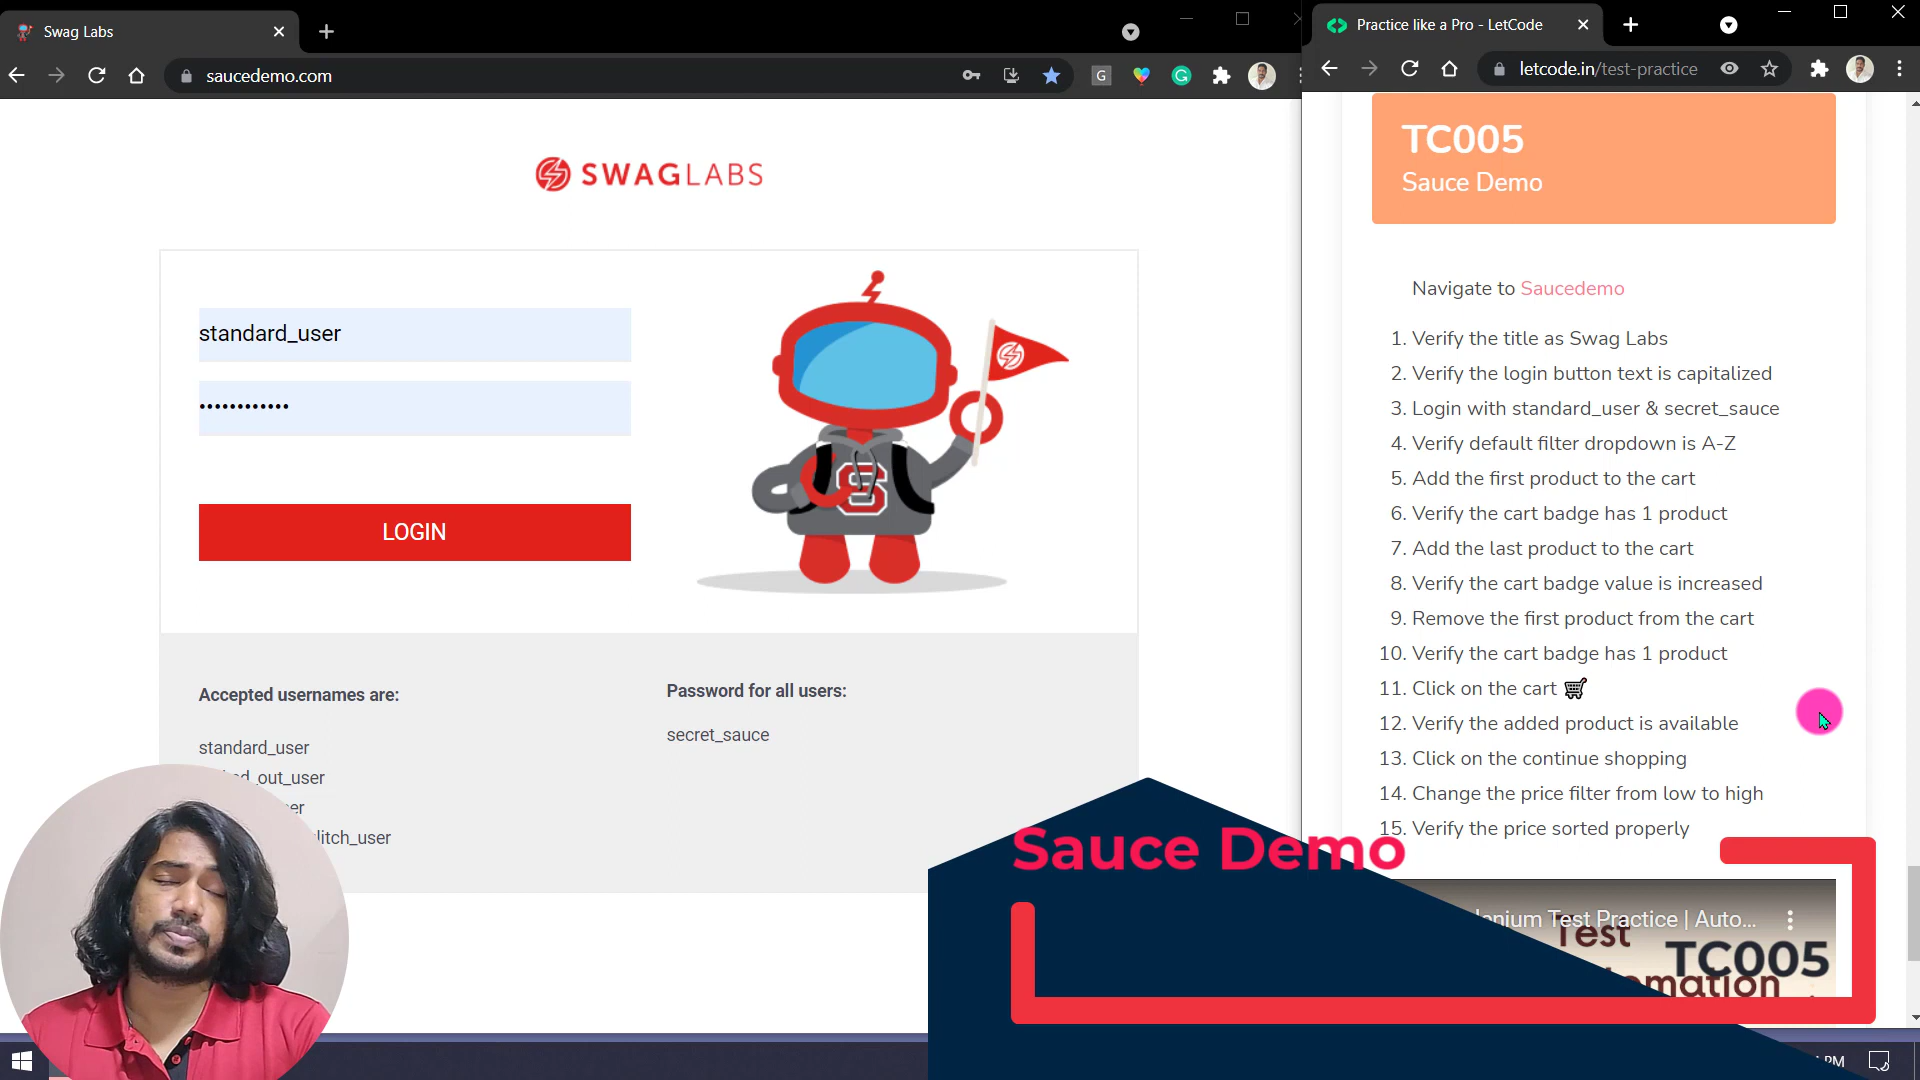 Swag Labs
saucedemo.com
G
SWAGLABS
standard_user
LOGIN
S
Accepted usernames are:
standard_user
_out_user
Password for all users:
secret_sauce
Practice like a Pro - LetCode
letcode.in/test-practice
TC005
Sauce Demo
Navigate to Saucedemo
1. Verify the title as Swag Labs
2. Verify the login button text is capitalized
3. Login with standard_user & secret_sauce
4. Verify default filter dropdown is A-Z
5. Add the first product to the cart
6. Verify the cart badge has 1 product
7. Add the last product to the cart
8. Verify the cart badge value is increased
9. Remove the first product from the cart
10. Verify the cart badge has 1 product
11. Click on the cart 🛒
12. Verify the added product is available
13. Click on the continue shopping
14. Change the price filter from low to high
15. Verify the price sorted properly
Sauce Demo
Test Practice | Auto...
Test
TC005
PM